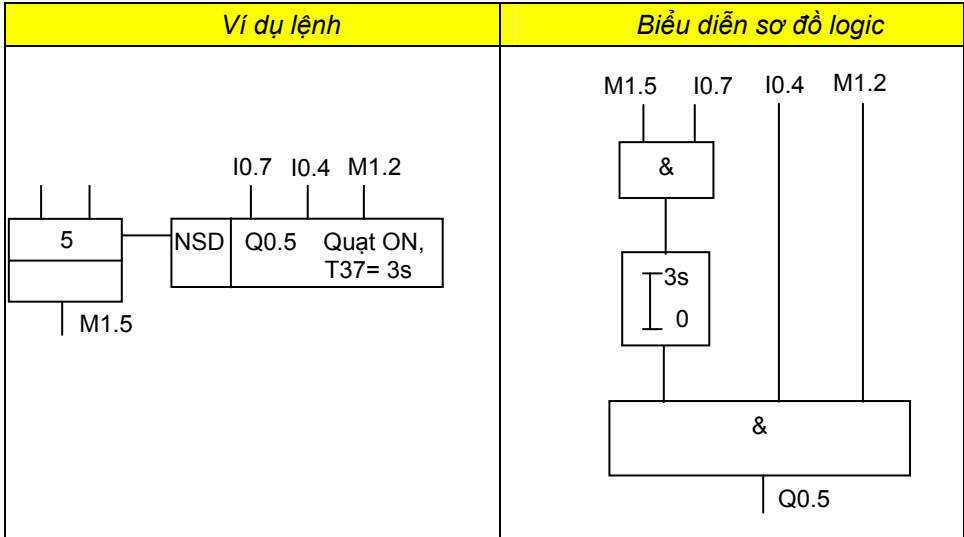 Ví dụ lệnh
Biểu diễn sơ đồ logic
I0.7 I0.4 M1.2
5
NSD Q0.5 Quạt ON,
T37= 3s
M1.5
M1.5 I0.7 I0.4 M1.2
&
3s
0
&
Q0.5